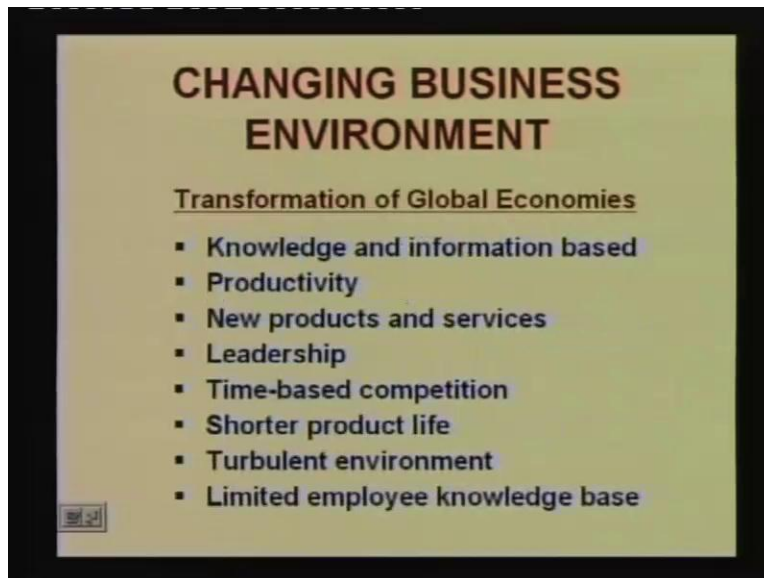 CHANGING BUSINESS
ENVIRONMENT
Transformation of Global Economies
▪ Knowledge and information based
▪ Productivity
▪ New products and services
▪ Leadership
▪ Time-based competition
▪ Shorter product life
▪ Turbulent environment
▪ Limited employee knowledge base